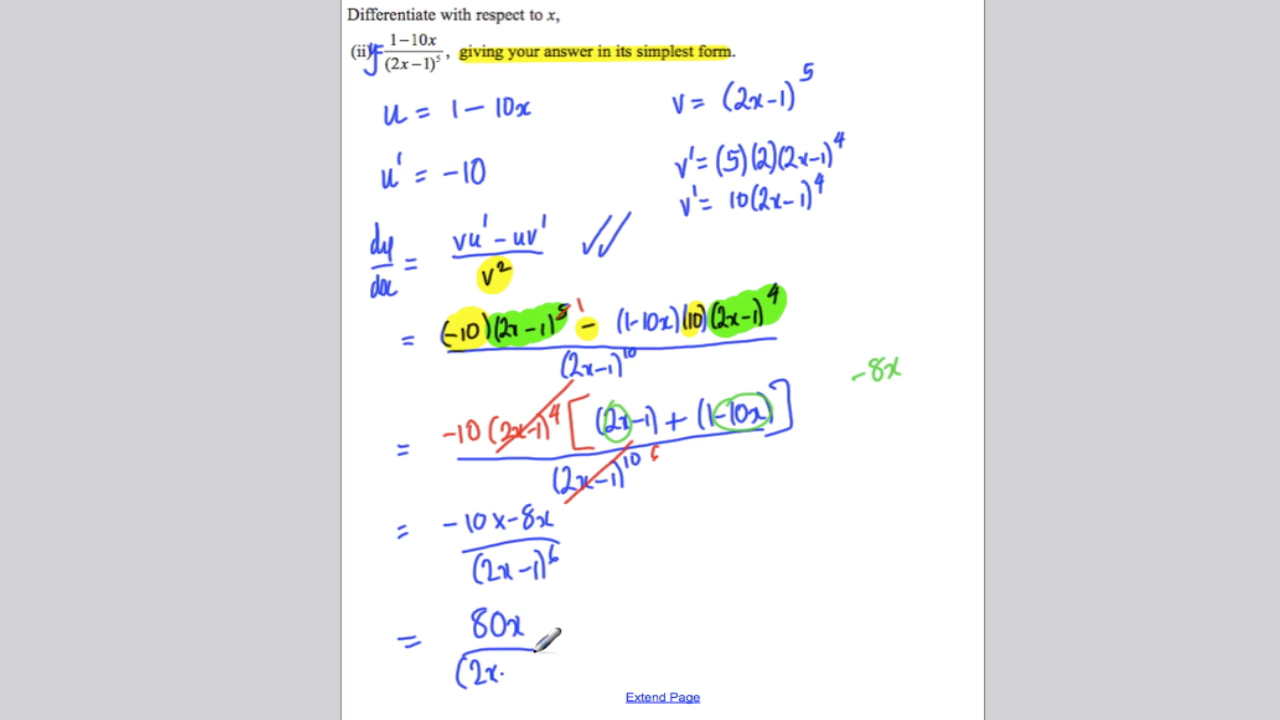 Differentiate with respect to x,
(ii) y= 1−10x / (2x−1)^5 , giving your answer in its simplest form.
u = 1 − 10x
v = (2x−1)^5
u' = −10
v' = (5)(2)(2x−1)^4
v' = 10(2x−1)^4
dy/dx = vu' − uv' / v^2 ✓✓
= (−10)(2x−1)^5 1 − (1−10x)(10)(2x−1)^4 / (2x−1)^10
−8x
= −10(2x−1)^4 [(2x−1) + (1−10x)] / (2x−1)^10 6
= −10 x −8x / (2x−1)^6
= 80x / (2x-
Extend Page